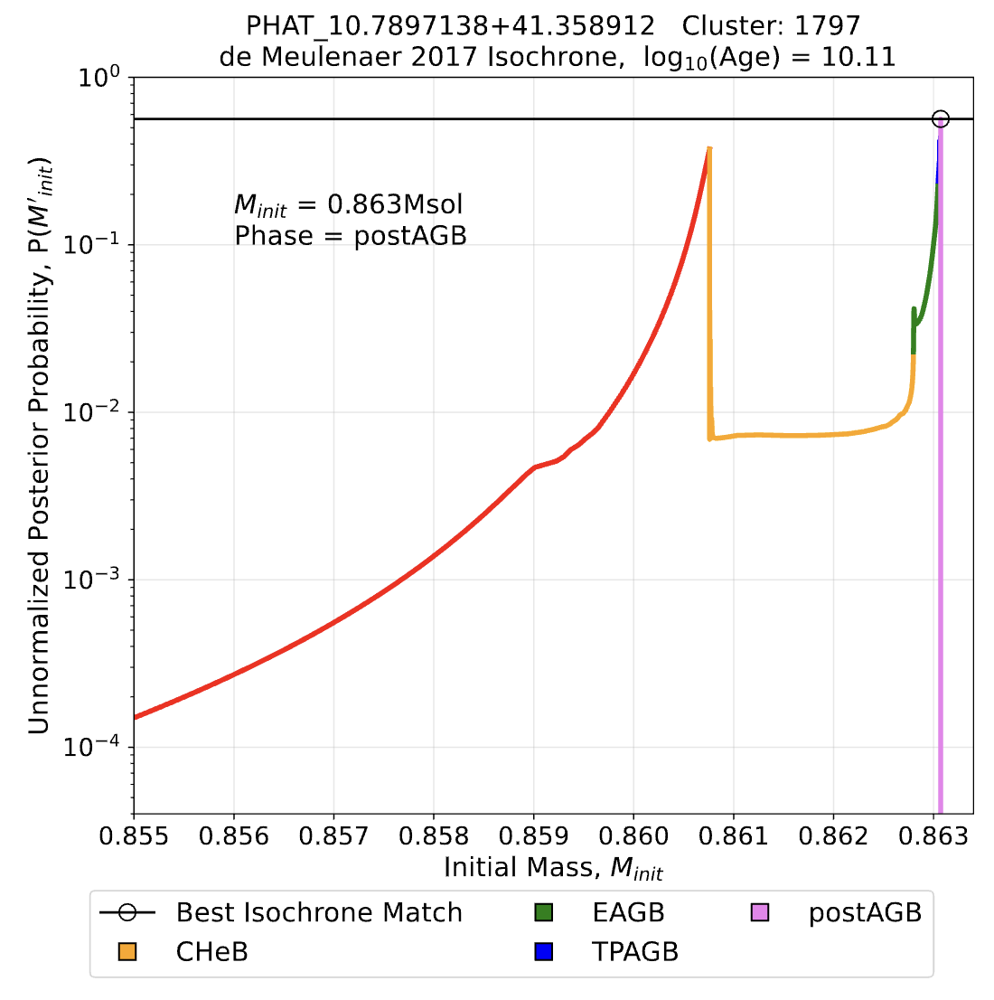 PHAT_10.7897138+41.358912 Cluster: 1797
de Meulenaer 2017 Isochrone, log₁₀(Age) = 10.11
Unnormalized Posterior Probability, P(M′ᵢₙᵢₜ)
10⁰
10⁻¹
10⁻²
10⁻³
10⁻⁴
Mᵢₙᵢₜ = 0.863Msol
Phase = postAGB
0.855 0.856 0.857 0.858 0.859 0.860 0.861 0.862 0.863
Initial Mass, Mᵢₙᵢₜ
Best Isochrone Match EAGB postAGB
CHeB TPAGB